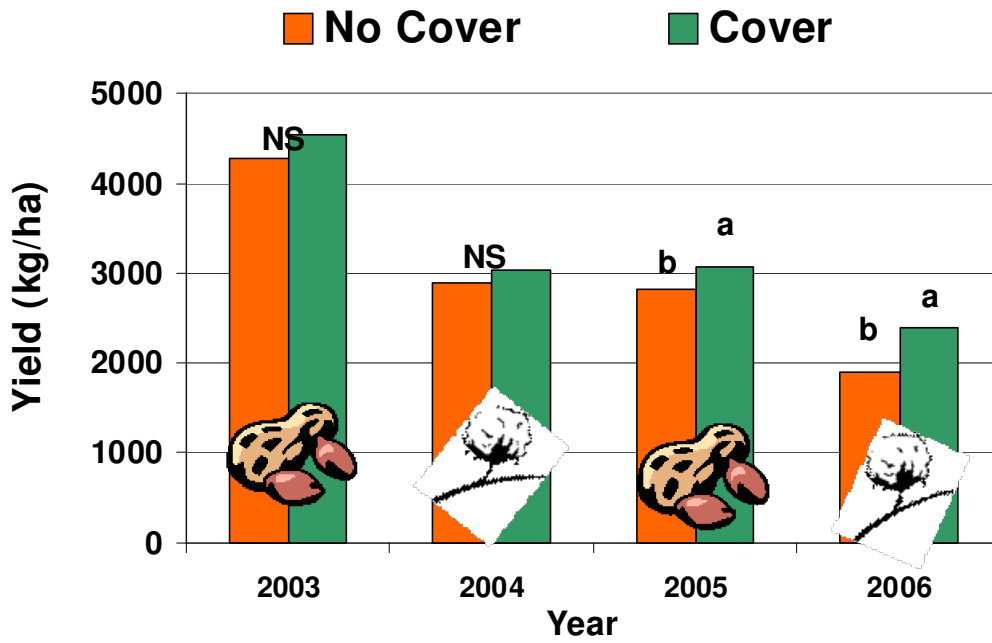 No Cover Cover
5000
4000
3000
2000
1000
0
Yield (kg/ha)
NS
NS
b a
b a
2003 2004 2005 2006
Year